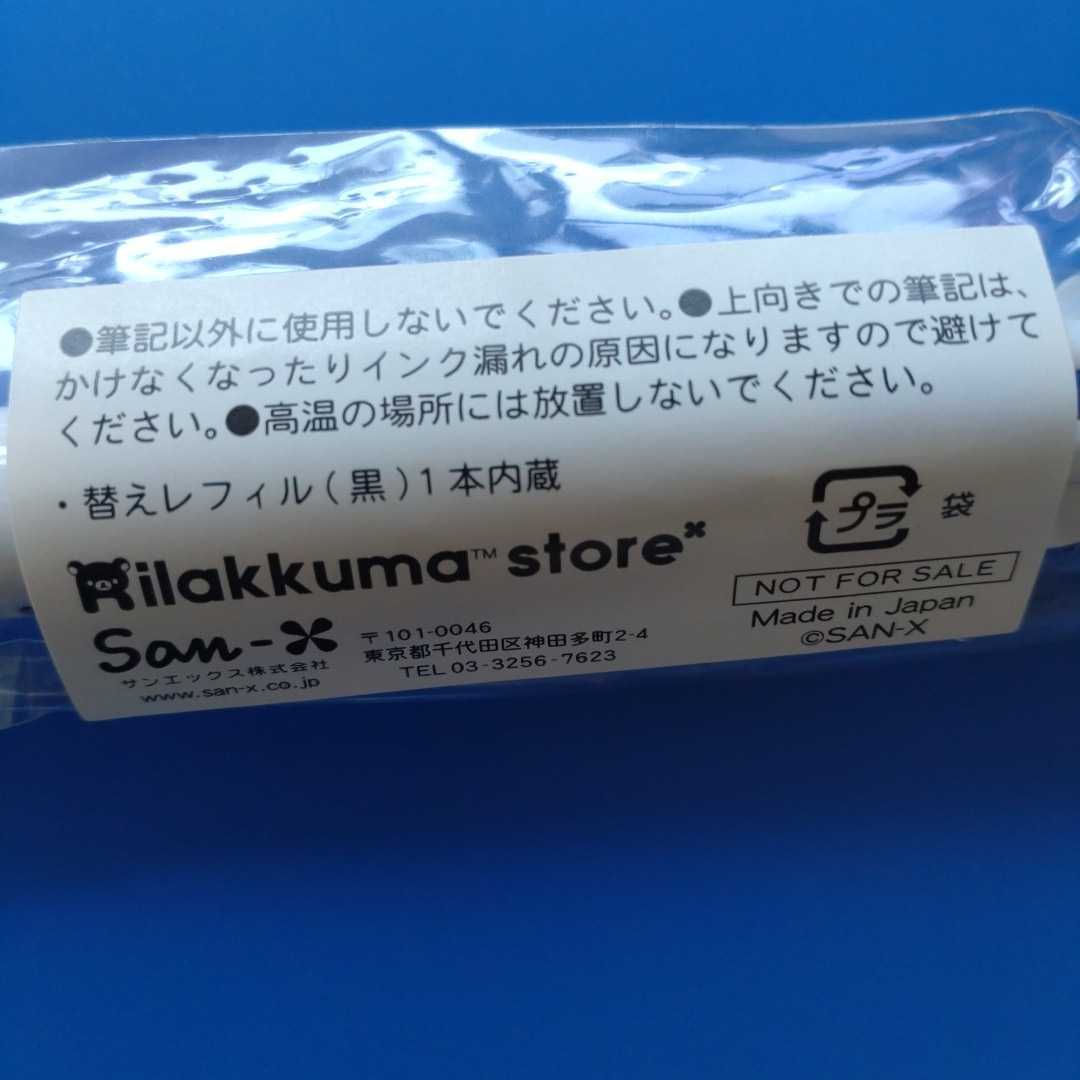 ●筆記以外に使用しないでください。●上向きでの筆記は、
かけなくなったりインク漏れの原因になりますので避けて
ください。●高温の場所には放置しないでください。
・替えレフィル(黒)1本内蔵
プラ 袋
Rilakkuma™ store
NOT FOR SALE
Made in Japan
©SAN-X
San-X
サンエックス株式会社
www.san-x.co.jp
〒101-0046
東京都千代田区神田多町2-4
TEL 03-3256-7623